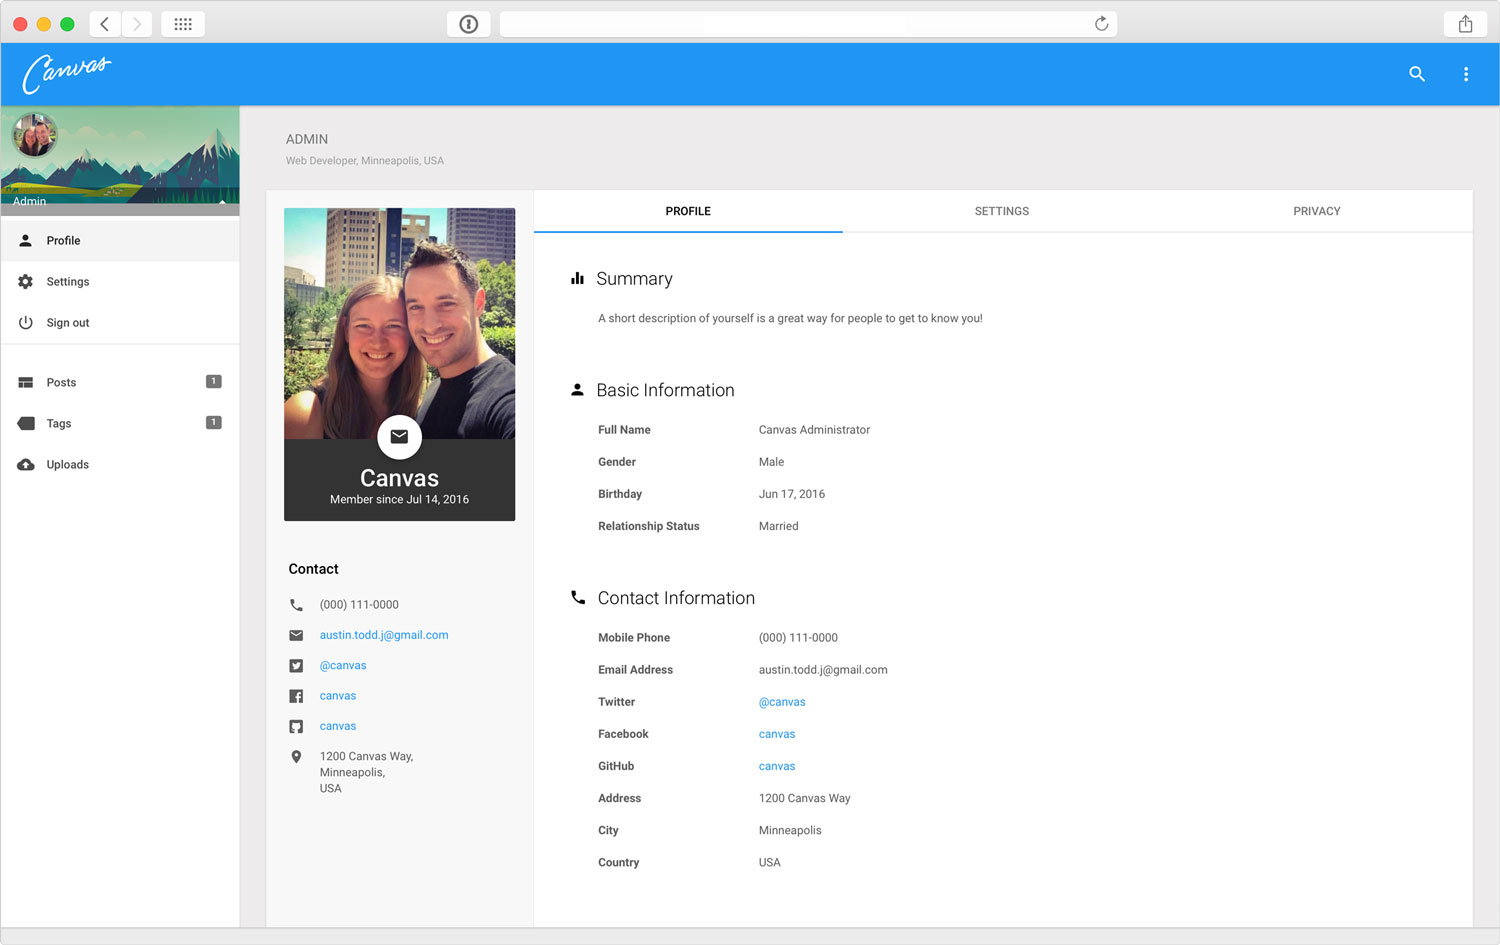 Canvas
Admin
Profile
Settings
Sign out
Posts 1
Tags 1
Uploads
ADMIN
Web Developer, Minneapolis, USA
Canvas
Member since Jul 14, 2016
Contact
(000) 111-0000
austin.todd.j@gmail.com
@canvas
canvas
canvas
1200 Canvas Way,
Minneapolis,
USA
PROFILE SETTINGS PRIVACY
Summary
A short description of yourself is a great way for people to get to know you!
Basic Information
Full Name Canvas Administrator
Gender Male
Birthday Jun 17, 2016
Relationship Status Married
Contact Information
Mobile Phone (000) 111-0000
Email Address austin.todd.j@gmail.com
Twitter @canvas
Facebook canvas
GitHub canvas
Address 1200 Canvas Way
City Minneapolis
Country USA